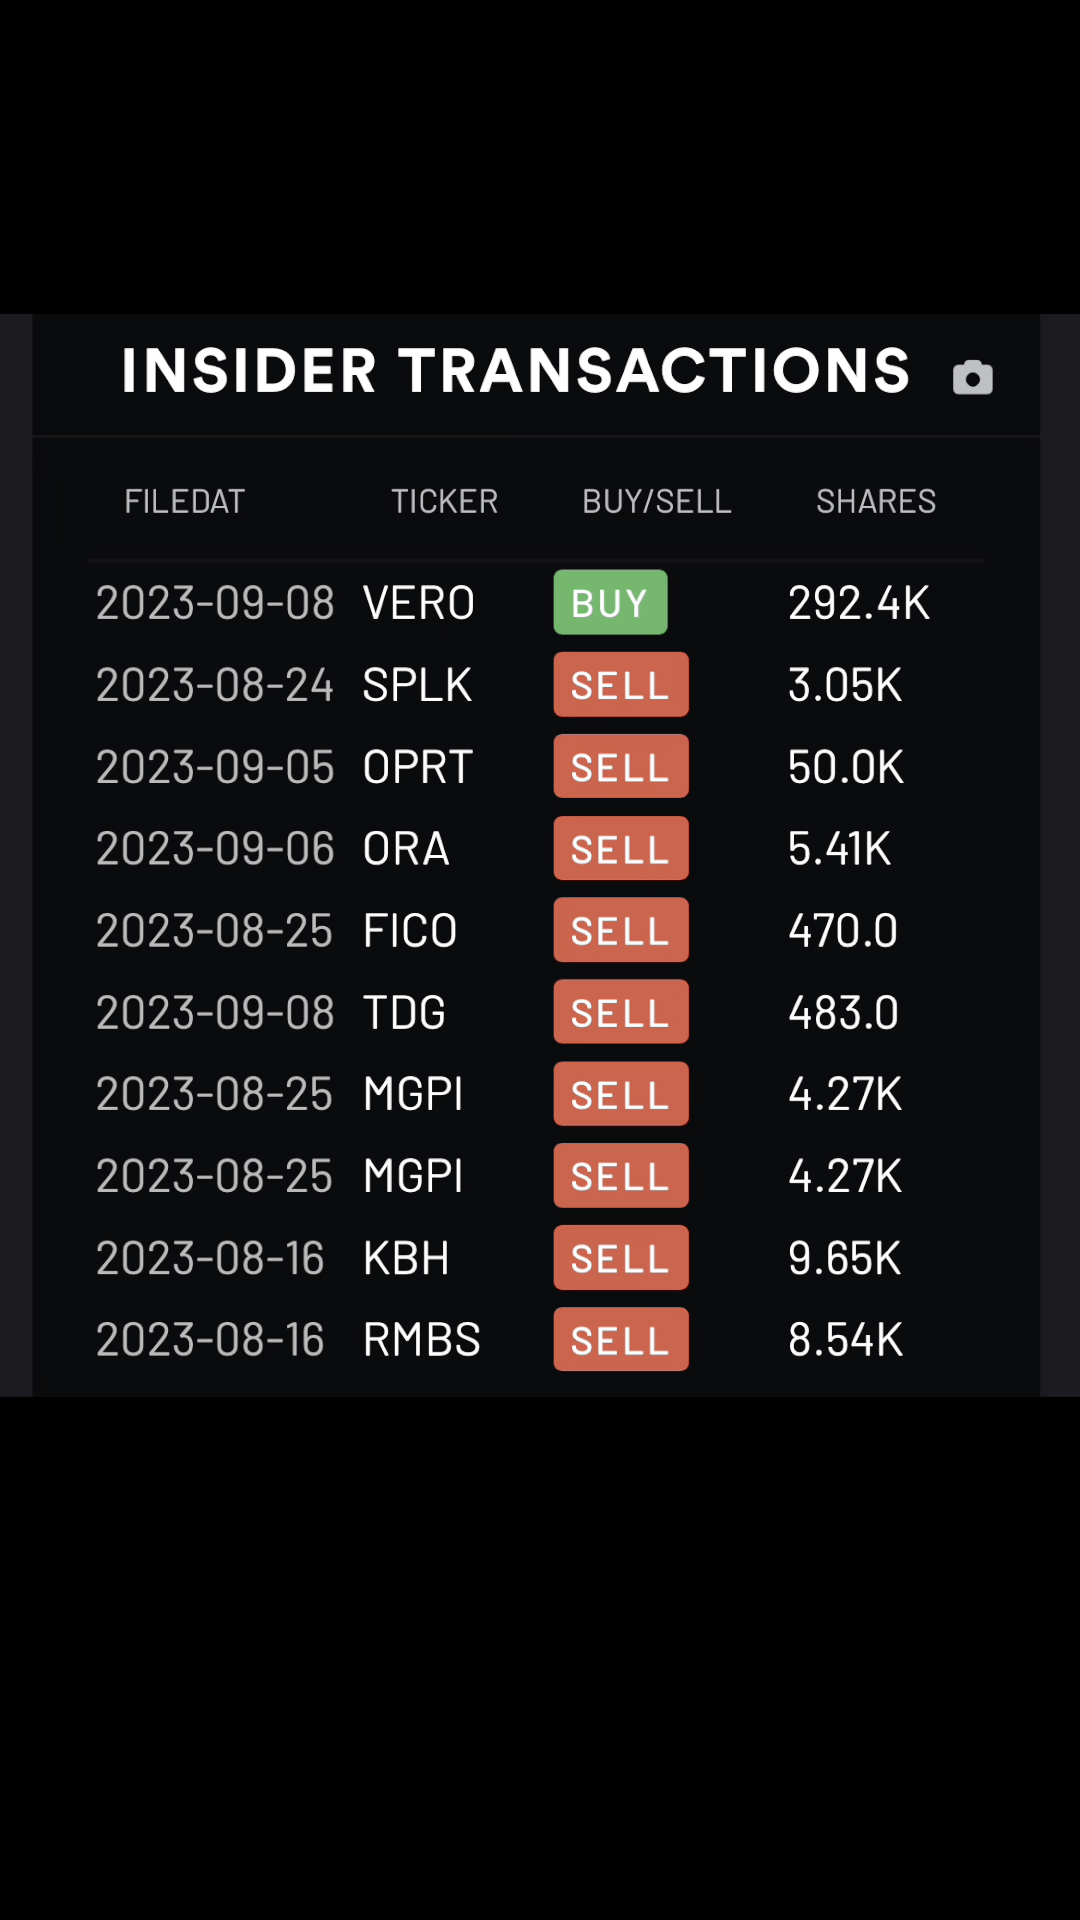 INSIDER TRANSACTIONS
FILEDAT TICKER BUY/SELL SHARES
2023-09-08 VERO BUY 292.4K
2023-08-24 SPLK SELL 3.05K
2023-09-05 OPRT SELL 50.0K
2023-09-06 ORA SELL 5.41K
2023-08-25 FICO SELL 470.0
2023-09-08 TDG SELL 483.0
2023-08-25 MGPI SELL 4.27K
2023-08-25 MGPI SELL 4.27K
2023-08-16 KBH SELL 9.65K
2023-08-16 RMBS SELL 8.54K